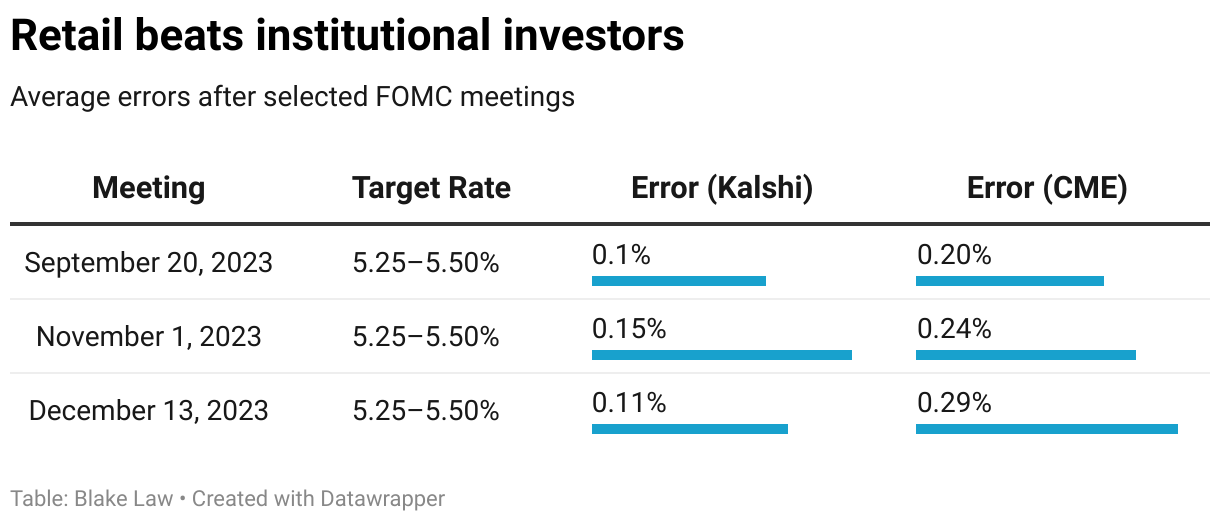 Retail beats institutional investors
Average errors after selected FOMC meetings
Meeting Target Rate Error (Kalshi) Error (CME)
September 20, 2023 5.25–5.50% 0.1% 0.20%
November 1, 2023 5.25–5.50% 0.15% 0.24%
December 13, 2023 5.25–5.50% 0.11% 0.29%
Table: Blake Law • Created with Datawrapper